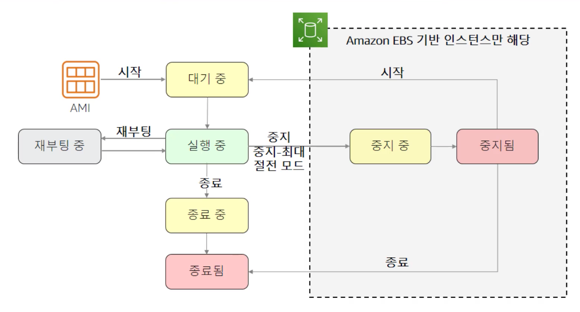 Amazon EBS 기반 인스턴스만 해당
시작
대기 중
시작
AMI
재부팅 중
재부팅
실행 중
중지
중지-최대
절전 모드
중지 중
중지됨
종료
종료 중
종료됨
종료